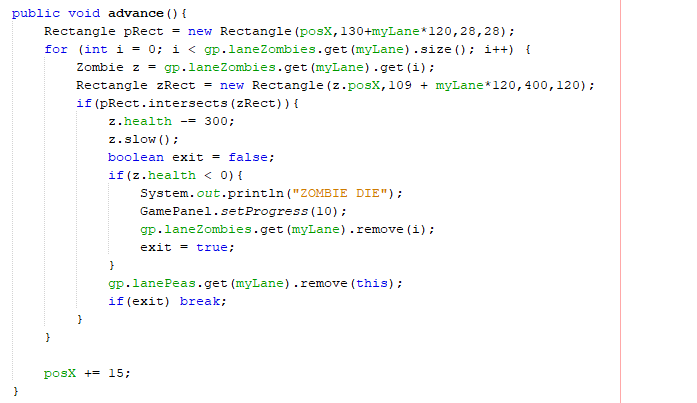 public void advance(){
    Rectangle pRect = new Rectangle(posX,130+myLane*120,28,28);
    for (int i = 0; i < gp.laneZombies.get(myLane).size(); i++) {
        Zombie z = gp.laneZombies.get(myLane).get(i);
        Rectangle zRect = new Rectangle(z.posX,109 + myLane*120,400,120);
        if(pRect.intersects(zRect)){
            z.health -= 300;
            z.slow();
            boolean exit = false;
            if(z.health < 0){
                System.out.println("ZOMBIE DIE");
                GamePanel.setProgress(10);
                gp.laneZombies.get(myLane).remove(i);
                exit = true;
            }
            gp.lanePeas.get(myLane).remove(this);
            if(exit) break;
        }
    }
    posX += 15;
}